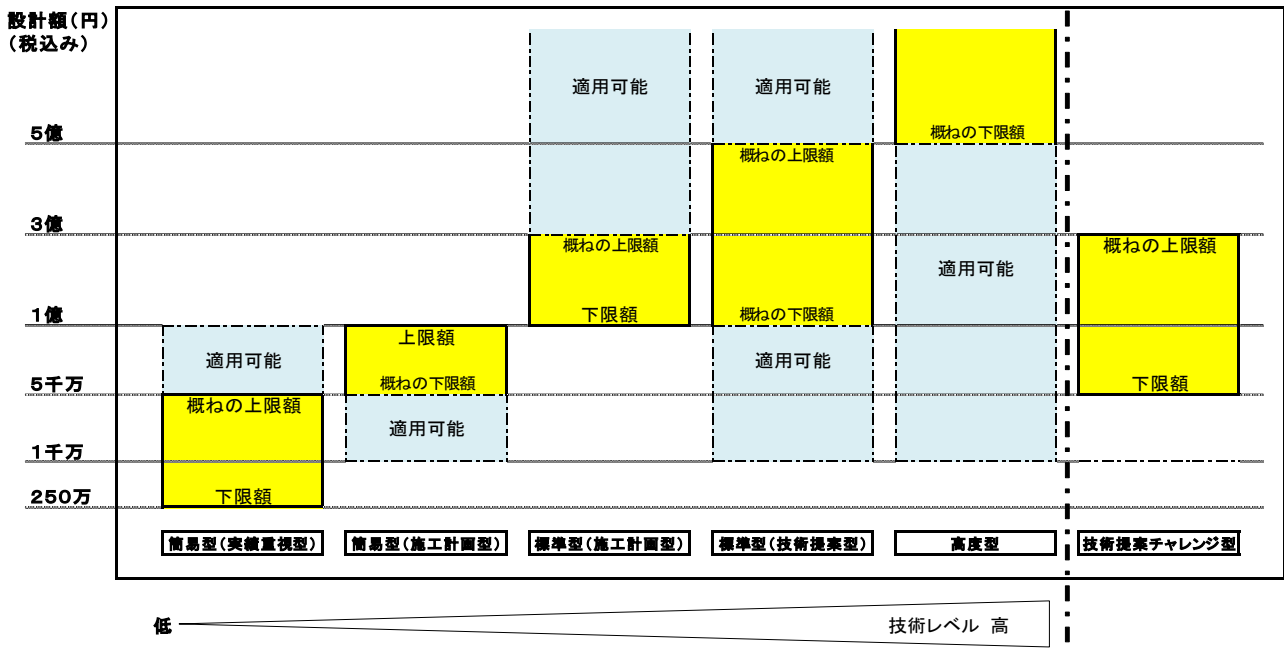 設計額(円)
(税込み)
適用可能
適用可能
5億
概ねの下限額
概ねの上限額
3億
概ねの上限額
概ねの上限額
適用可能
1億
下限額
概ねの下限額
上限額
適用可能
適用可能
5千万
概ねの下限額
下限額
概ねの上限額
適用可能
1千万
250万
下限額
簡易型(実績重視型)
簡易型(施工計画型)
標準型(施工計画型)
標準型(技術提案型)
高度型
技術提案チャレンジ型
低
技術レベル 高